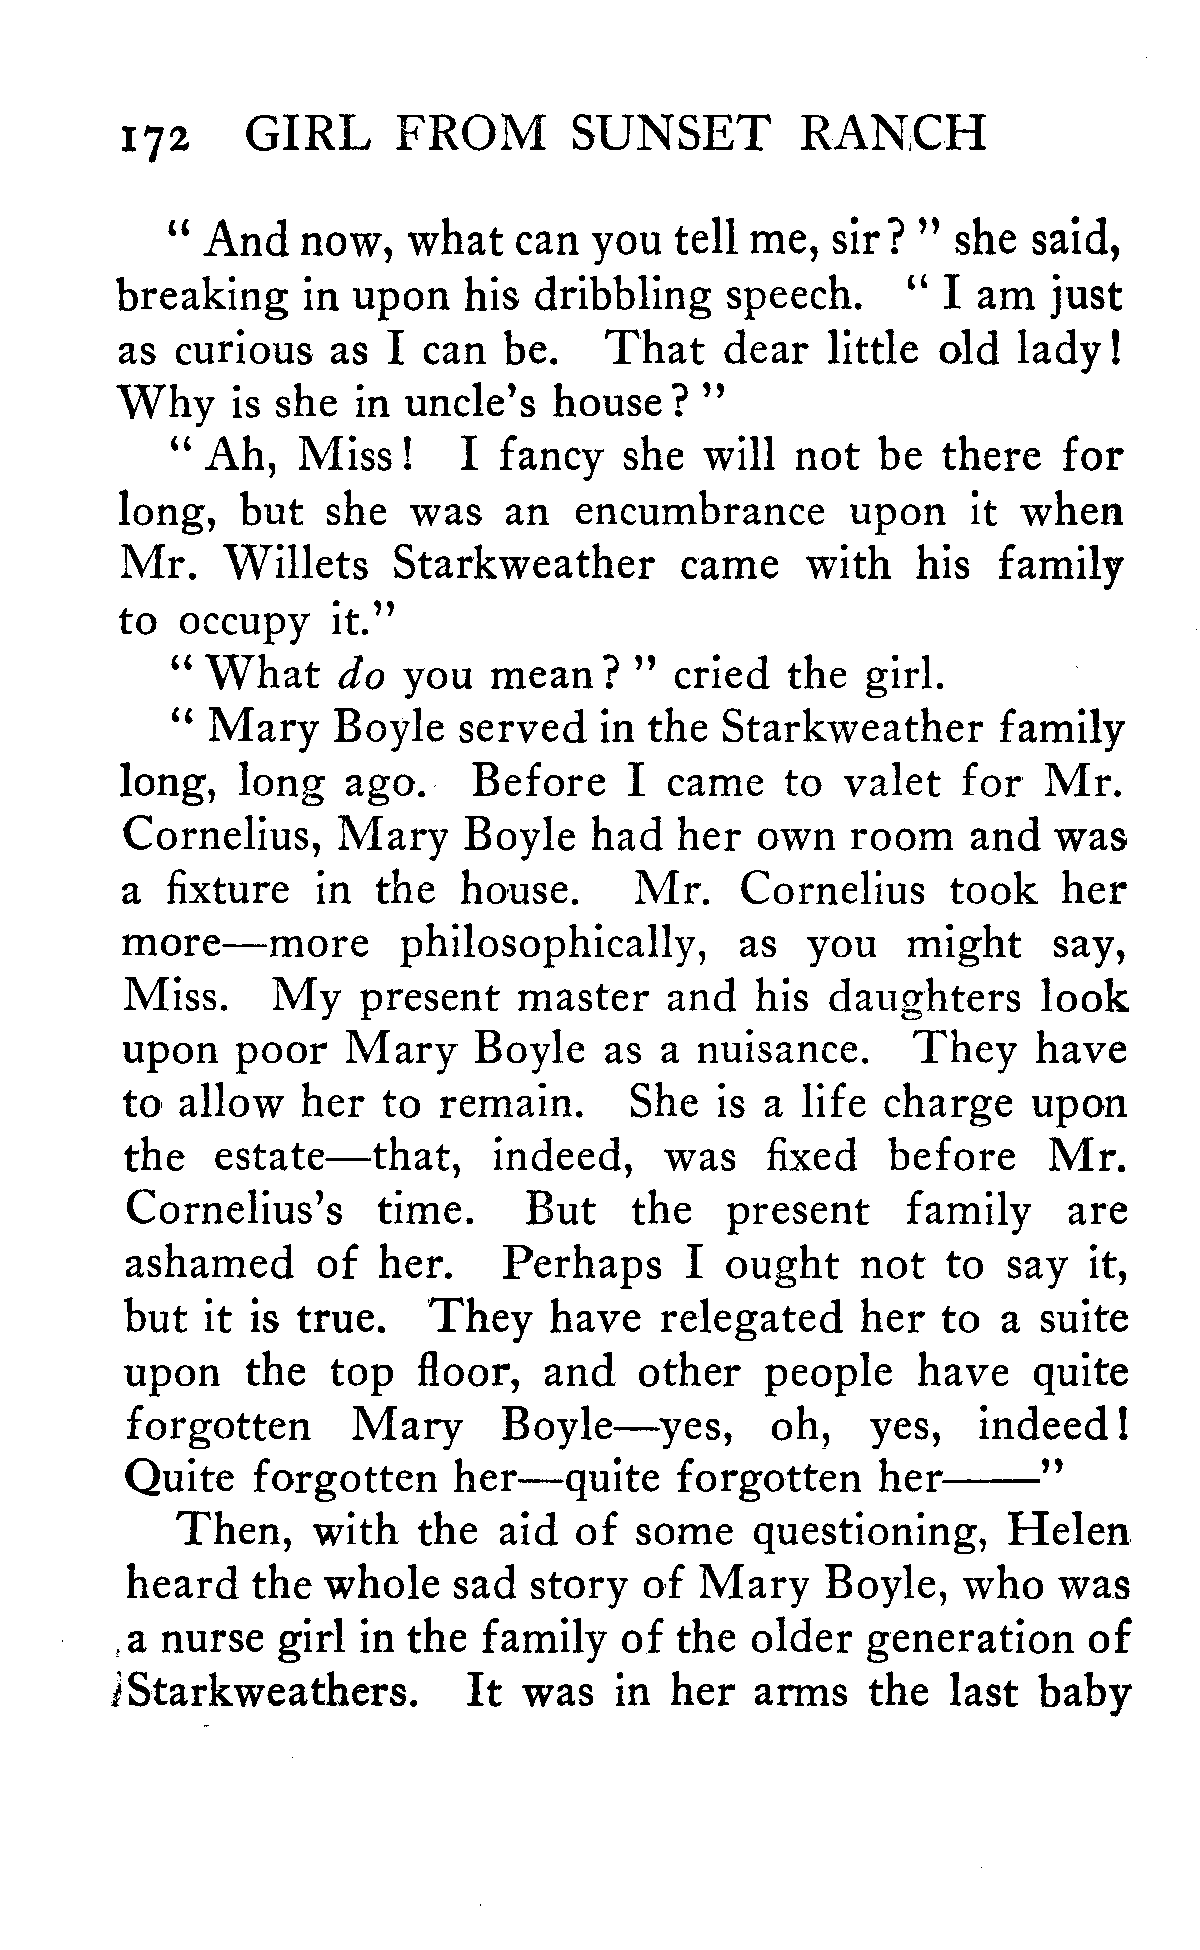 172 GIRL FROM SUNSET RANCH
" And now, what can you tell me, sir? " she said,
breaking in upon his dribbling speech. " I am just
as curious as I can be. That dear little old lady!
Why is she in uncle's house? "
" Ah, Miss! I fancy she will not be there for
long, but she was an encumbrance upon it when
Mr. Willets Starkweather came with his family
to occupy it."
" What do you mean? " cried the girl.
" Mary Boyle served in the Starkweather family
long, long ago. Before I came to valet for Mr.
Cornelius, Mary Boyle had her own room and was
a fixture in the house. Mr. Cornelius took her
more—more philosophically, as you might say,
Miss. My present master and his daughters look
upon poor Mary Boyle as a nuisance. They have
to allow her to remain. She is a life charge upon
the estate—that, indeed, was fixed before Mr.
Cornelius's time. But the present family are
ashamed of her. Perhaps I ought not to say it,
but it is true. They have relegated her to a suite
upon the top floor, and other people have quite
forgotten Mary Boyle—yes, oh, yes, indeed!
Quite forgotten her—quite forgotten her——"
Then, with the aid of some questioning, Helen
heard the whole sad story of Mary Boyle, who was
a nurse girl in the family of the older generation of
Starkweathers. It was in her arms the last baby